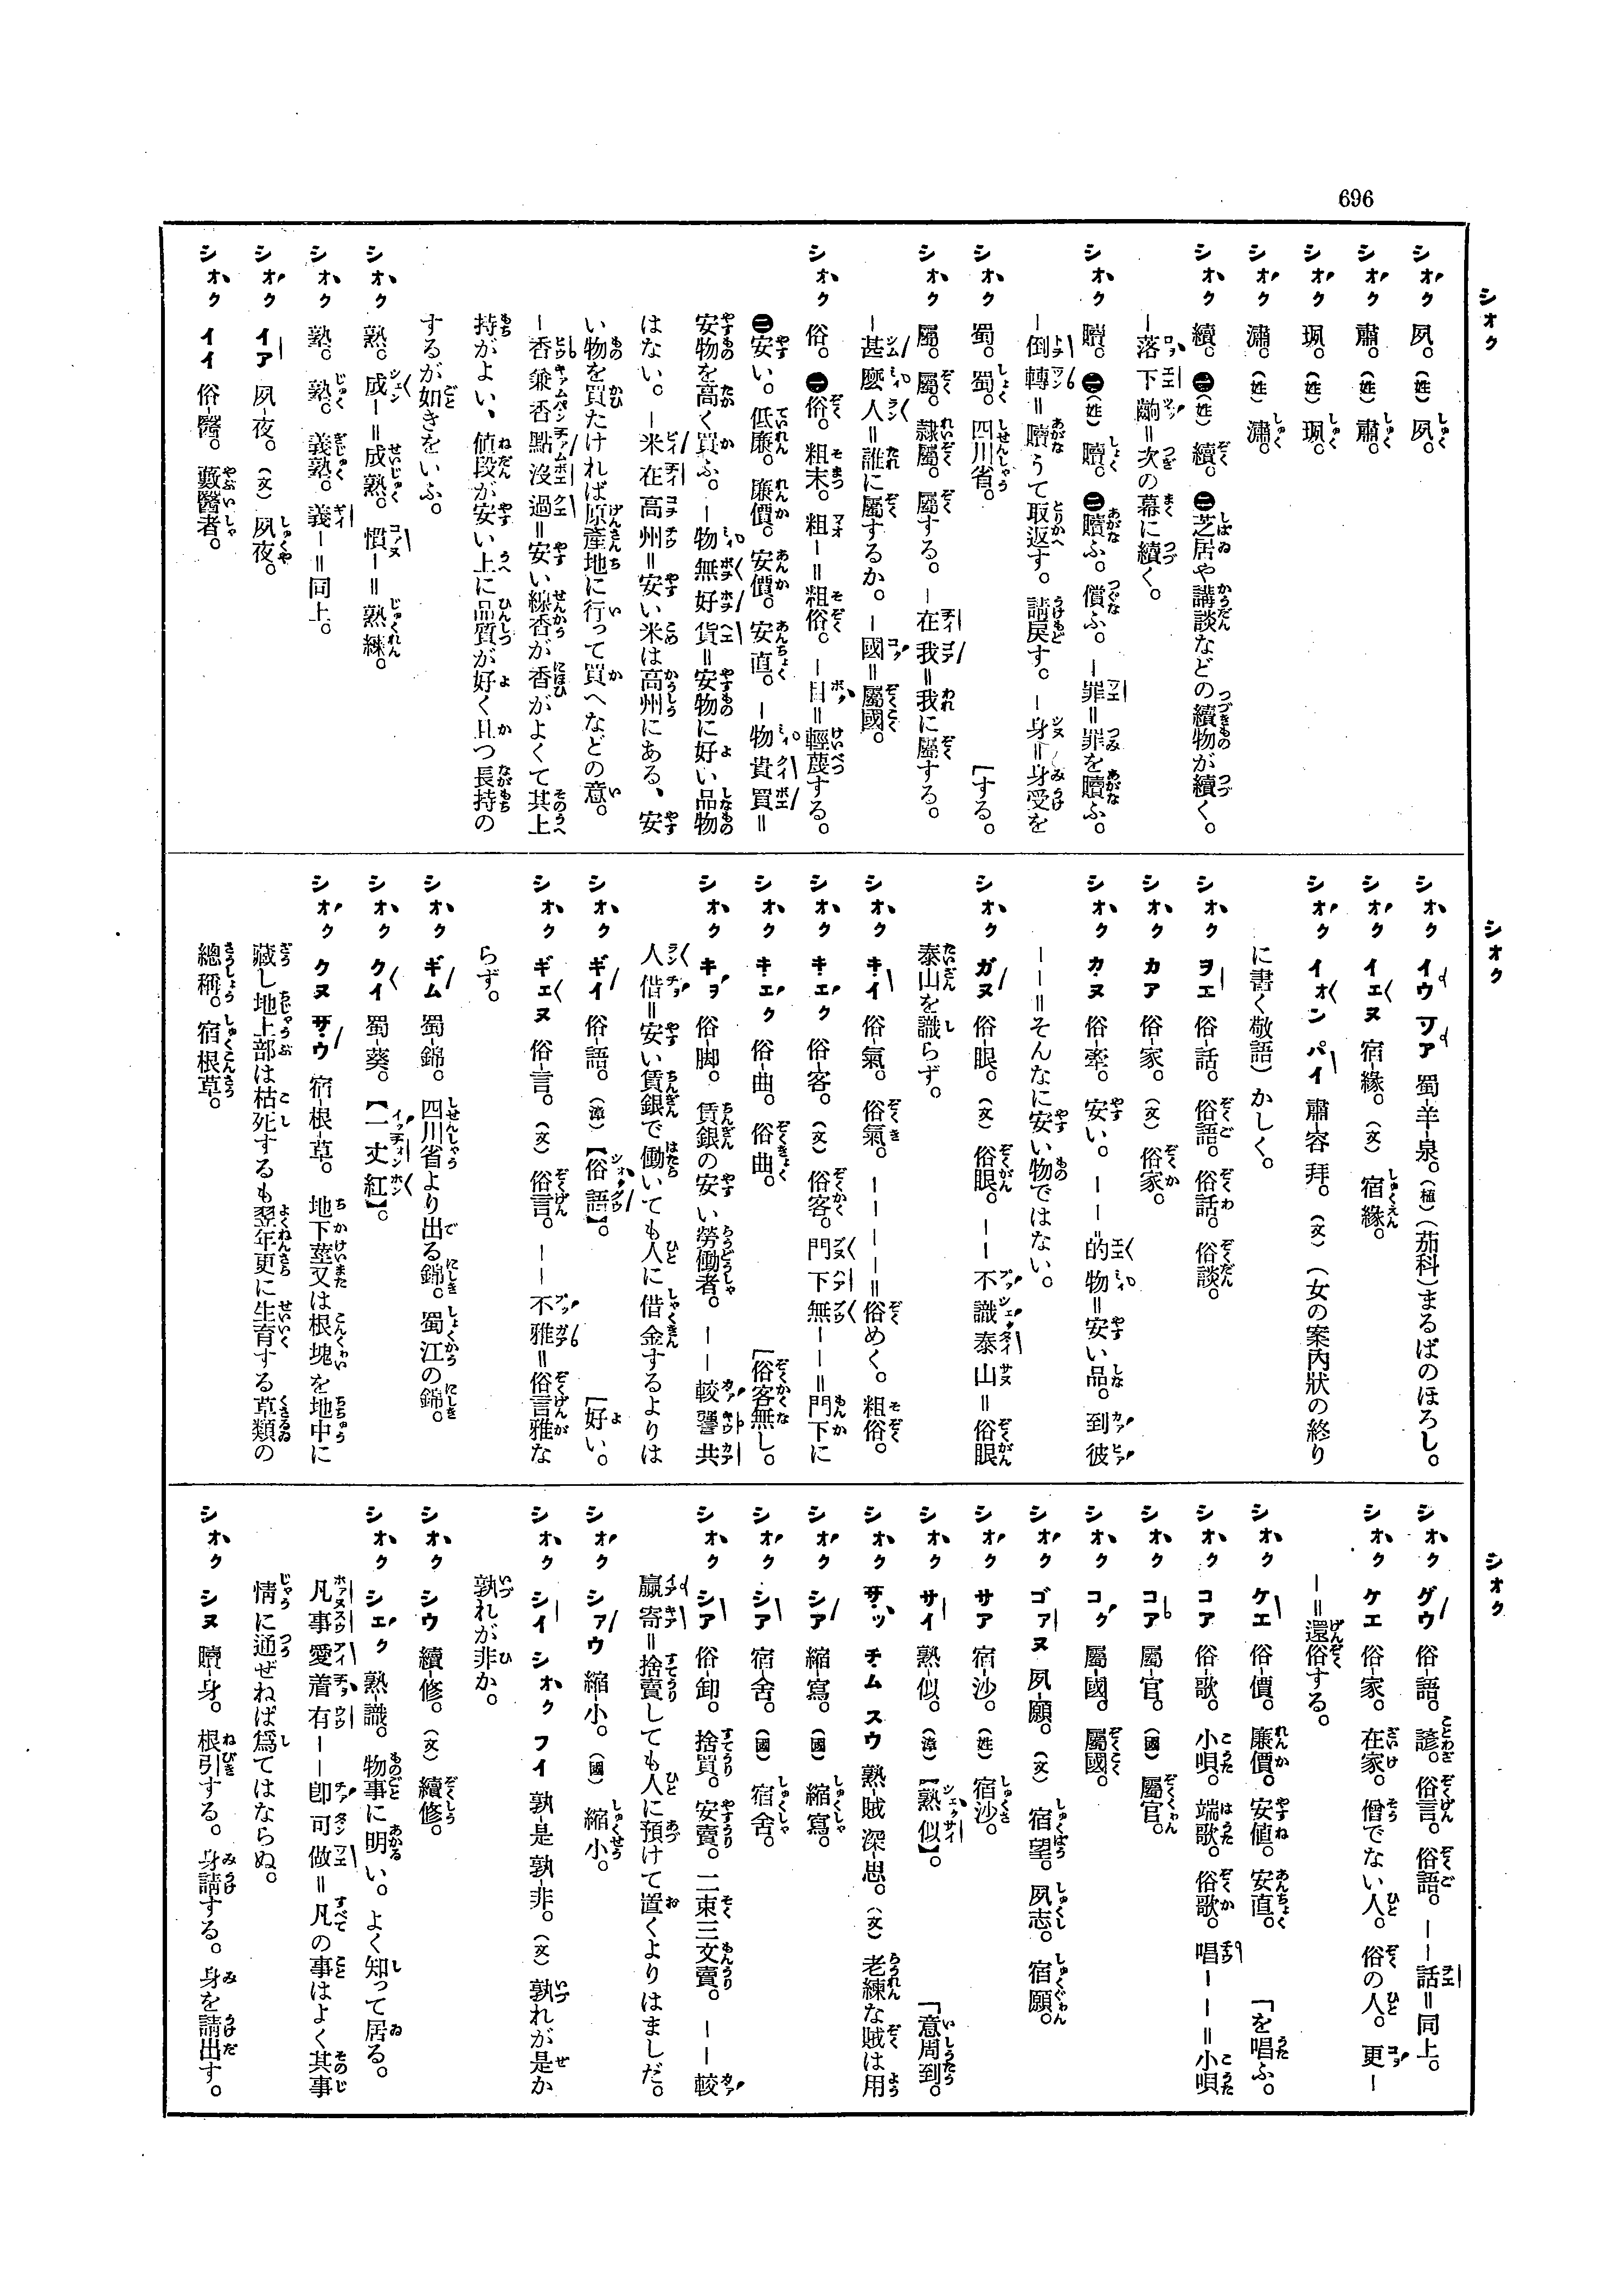 696
シオク
シオク 夙。（姓）夙。
シオク 肅。（姓）肅。
シオク 珮。（姓）珮。
シオク 潚。（姓）潚。
シオク 續。㊀（姓）續。㊁芝居や講談などの續物が續く。
－落下齣＝次の幕に續く。
シオク 贖。㊀（姓）贖。㊁贖ふ。償ふ。－罪＝罪を贖ふ。
－倒轉＝贖うて取返す。請戻す。－身＝身受を
シオク 蜀。蜀。四川省。［する。
シオク 屬。屬。隷屬。屬する。－在我＝我に屬する。
－甚麼人＝誰に屬するか。－國＝屬國。
シオク 俗。㊀俗。粗末。粗－＝粗俗。－目＝輕蔑する。
㊁安い。低廉。廉價。安價。安直。－物貴買＝
安物を高く買ふ。－物無好貨＝安物に好い品物
はない。－米在高州＝安い米は高州にある、安
い物を買たければ原産地に行って買へなどの意。
－香兼香點沒過＝安い線香が香がよくて其上
持がよい、値段が安い上に品質が好く且つ長持の
するが如きをいふ。
シオク 熟。成－＝成熟。慣－＝熟練。
シオク 熟。熟。義熟。義－＝同上。
シオク イア 夙-夜。（文）夙夜。
シオク イイ 俗-醫。藪醫者。
シオク
シオク イウ ツア 蜀-羊-泉。（植）（茄科）まるばのほろし。
シオク イエヌ 宿-緣。（文）宿緣。
シオク イオン パイ 肅-容-拜。（文）（女の案內狀の終り
に書く敬語）かしく。
シオク ヲエ 俗-話。俗語。俗話。俗談。
シオク カア 俗-家。（文）俗家。
シオク カヌ 俗-牽。安い。－－的物＝安い品。到彼
－－＝そんなに安い物ではない。
シオク ガヌ 俗-眼。（文）俗眼。－－不識泰山＝俗眼
泰山を識らず。
シオク キイ 俗-氣。俗氣。－－－－＝俗めく。粗俗。
シオク キエク 俗-客。（文）俗客。門下無－－＝門下に
シオク キエク 俗-曲。俗曲。［俗客無し。
シオク キヲ 俗-脚。賃銀の安い勞働者。－－較共
人借＝安い賃銀で働いても人に借金するよりは
シオク ギイ 俗-語。（漳）【俗語】。［好い。
シオク ギエヌ 俗-言。（文）俗言。－－不雅＝俗言雅な
らず。
シオク ギム 蜀-錦。四川省より出る錦。蜀江の錦。
シオク クイ 蜀-葵。【一丈紅】。
シオク クヌ ザウ 宿-根-草。地下莖又は根塊を地中に
藏し地上部は枯死するも翌年更に生育する草類の
總稱。宿根草。
シオク
シオク グウ 俗-語。諺。俗言。俗語。－－話＝同上。
シオク ケエ 俗-家。在家。僧でない人。俗の人。更－
－＝還俗する。
シオク ケエ 俗-價。廉價。安値。安直。［を唱ふ。
シオク コア 俗-歌。小唄。端歌。俗歌。唱－－＝小唄
シオク コア 屬-官。（國）屬官。
シオク コク 屬-國。屬國。
シオク ゴアヌ 夙-願。（文）宿望。夙志。宿願。
シオク サア 宿-沙。（姓）宿沙。
シオク サイ 熟-似。（漳）【熟似】。［意周到。
シオク ザッ チム スウ 熟-賊 深-思。（文）老練な賊は用
シオク シア 縮-寫。（國）縮寫。
シオク シア 宿-舍。（國）宿舍。
シオク シア 俗-卸。捨買。安賣。二束三文賣。－－較
贏寄＝捨賣しても人に預けて置くよりはましだ。
シオク シアウ 縮-小。（國）縮小。
シオク シイ シオク フイ 孰-是 孰-非。（文）孰れが是か
孰れが非か。
シオク シウ 續-修。（文）續修。
シオク シエク 熟-識。物事に明い。よく知って居る。
凡事愛着有－－卽可做＝凡の事はよく其事
情に通ぜねば爲てはならぬ。
シオク シヌ 贖-身。根引する。身請する。身を請出す。